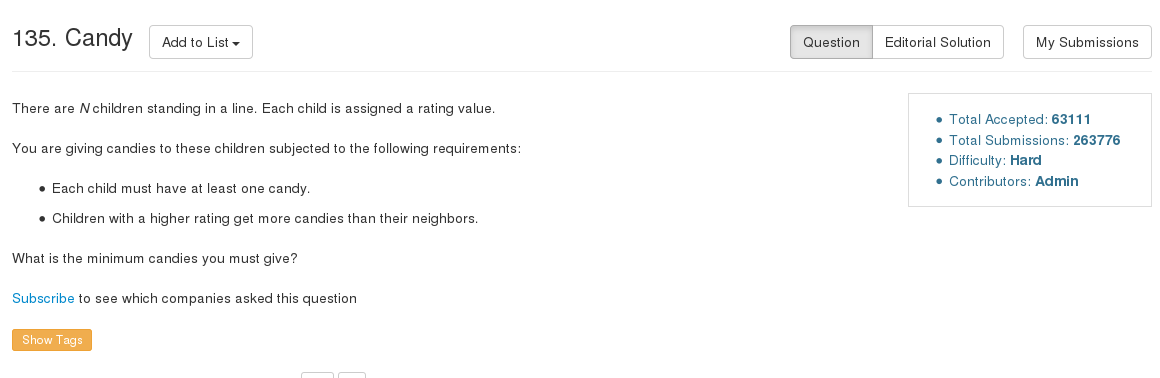 135. Candy
Add to List
Question
Editorial Solution
My Submissions
There are N children standing in a line. Each child is assigned a rating value.
You are giving candies to these children subjected to the following requirements:
• Each child must have at least one candy.
• Children with a higher rating get more candies than their neighbors.
What is the minimum candies you must give?
Subscribe to see which companies asked this question
Show Tags
• Total Accepted: 63111
• Total Submissions: 263776
• Difficulty: Hard
• Contributors: Admin